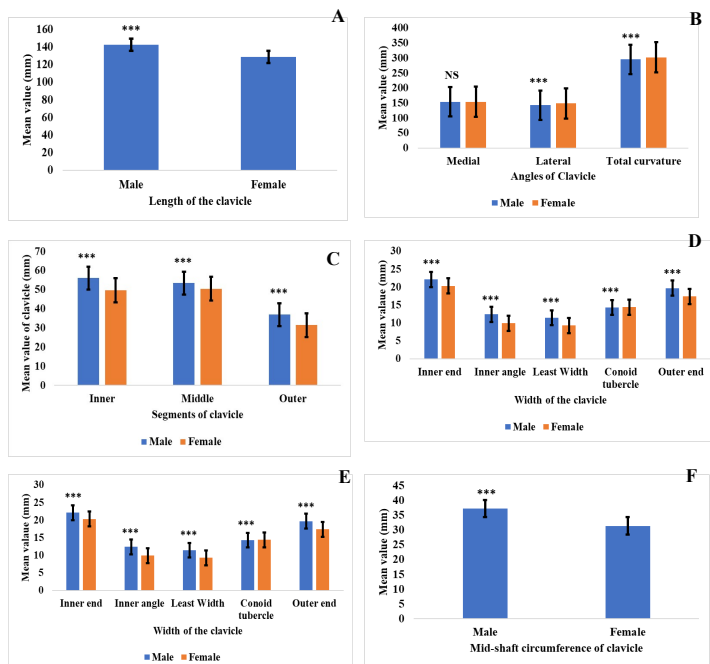 A
160
140
120
100
80
60
40
20
0
Mean value (mm)
***
Male
Female
Length of the clavicle
B
400
350
300
250
200
150
100
50
0
Mean value (mm)
NS
***
***
Medial
Lateral
Total curvature
Angles of Clavicle
Male
Female
C
70
60
50
40
30
20
10
0
Mean value of clavicle (mm)
***
***
***
Inner
Middle
Outer
Segments of clavicle
Male
Female
D
30
25
20
15
10
5
0
Mean valaue (mm)
***
***
***
***
***
Inner end
Inner angle
Least Width
Conoid
tubercle
Outer end
Width of the clavicle
Male
Female
E
30
25
20
15
10
5
0
Mean valaue (mm)
***
***
***
***
***
Inner end
Inner angle
Least Width
Conoid
tubercle
Outer end
Width of the clavicle
Male
Female
F
45
40
35
30
25
20
15
10
5
0
Mean value (mm)
***
Male
Female
Mid-shaft circumference of clavicle